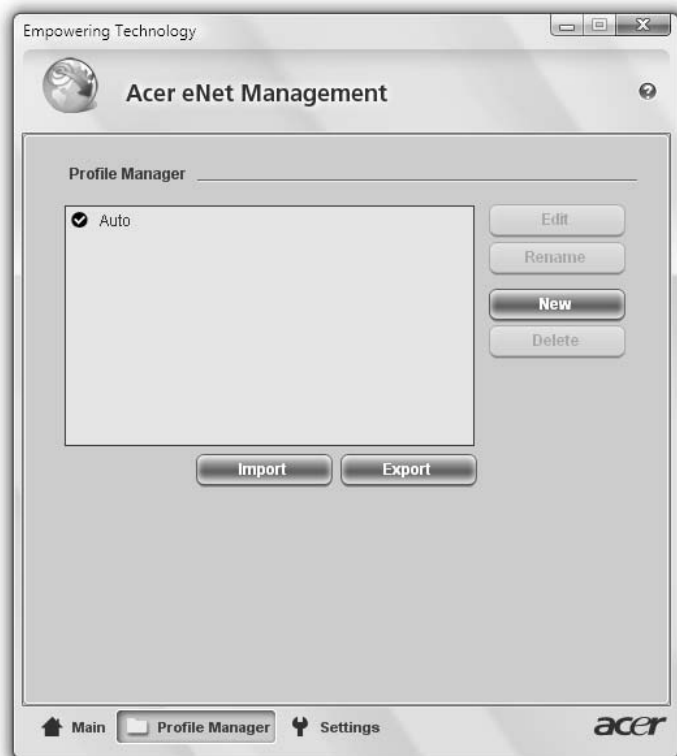 Empowering Technology
Acer eNet Management
Profile Manager
Auto
Edit
Rename
New
Delete
Import
Export
Main
Profile Manager
Settings
acer